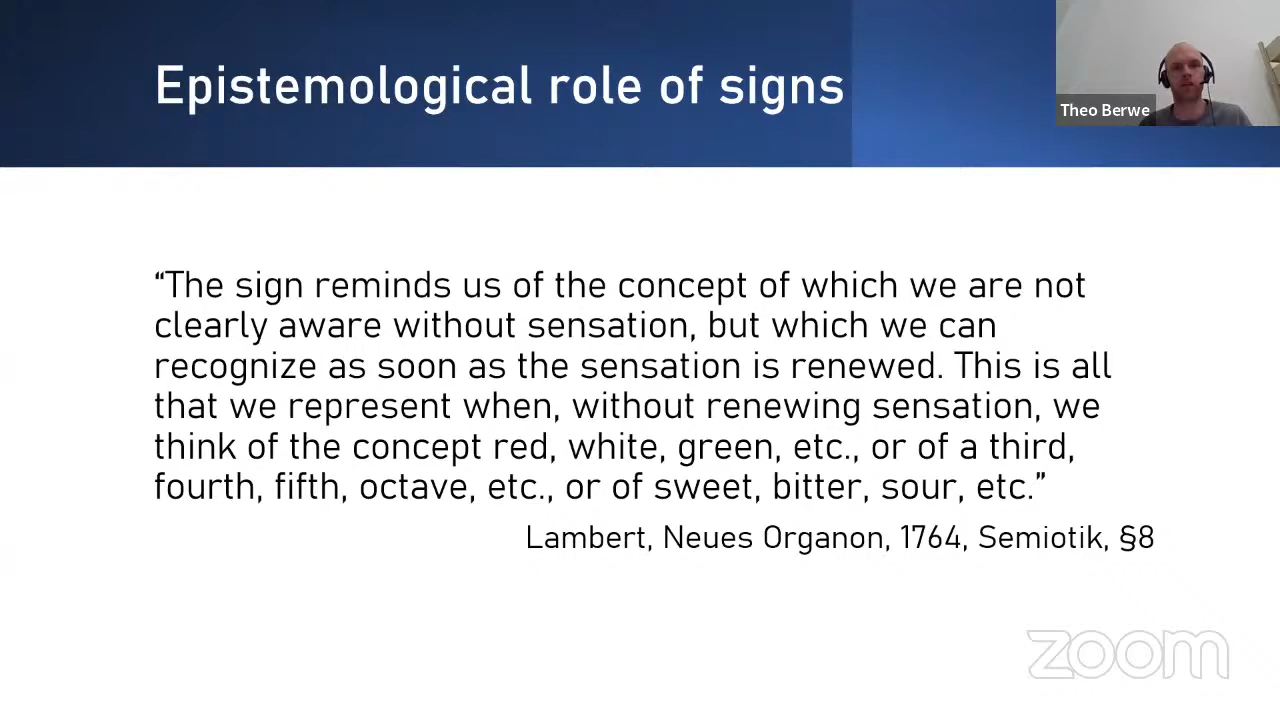 Epistemological role of signs
Theo Berwe
“The sign reminds us of the concept of which we are not
clearly aware without sensation, but which we can
recognize as soon as the sensation is renewed. This is all
that we represent when, without renewing sensation, we
think of the concept red, white, green, etc., or of a third,
fourth, fifth, octave, etc., or of sweet, bitter, sour, etc.”
Lambert, Neues Organon, 1764, Semiotik, §8
zoom